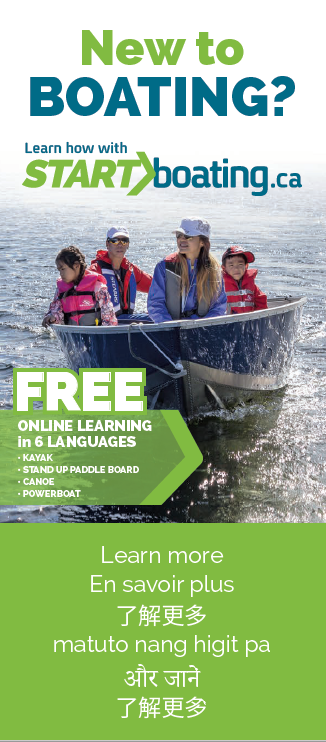 New to
BOATING?
Learn how with
START boating.ca
FREE
ONLINE LEARNING
in 6 LANGUAGES
• KAYAK
• STAND UP PADDLE BOARD
• CANOE
• POWERBOAT
Learn more
En savoir plus
了解更多
matuto nang higit pa
और जाने
了解更多